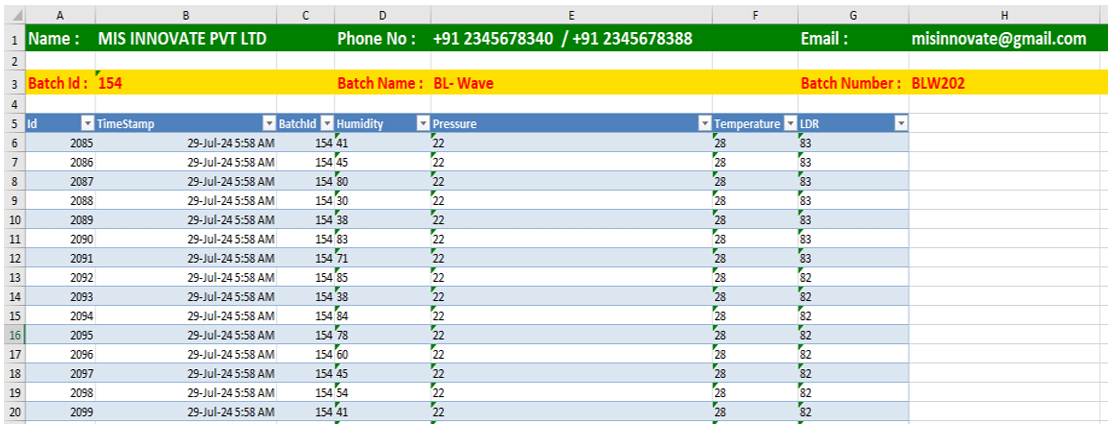 A B C D E F G H
1 Name : MIS INNOVATE PVT LTD Phone No : +91 2345678340 / +91 2345678388 Email : misinnovate@gmail.com
2
3 Batch Id : 154 Batch Name : BL- Wave Batch Number : BLW202
4
5 Id TimeStamp BatchId Humidity Pressure Temperature LDR
6 2085 29-Jul-24 5:58 AM 154 41 22 28 83
7 2086 29-Jul-24 5:58 AM 154 45 22 28 83
8 2087 29-Jul-24 5:58 AM 154 80 22 28 83
9 2088 29-Jul-24 5:58 AM 154 30 22 28 83
10 2089 29-Jul-24 5:58 AM 154 38 22 28 83
11 2090 29-Jul-24 5:58 AM 154 83 22 28 83
12 2091 29-Jul-24 5:58 AM 154 71 22 28 83
13 2092 29-Jul-24 5:58 AM 154 85 22 28 82
14 2093 29-Jul-24 5:58 AM 154 38 22 28 82
15 2094 29-Jul-24 5:58 AM 154 84 22 28 82
16 2095 29-Jul-24 5:58 AM 154 78 22 28 82
17 2096 29-Jul-24 5:58 AM 154 60 22 28 82
18 2097 29-Jul-24 5:58 AM 154 45 22 28 82
19 2098 29-Jul-24 5:58 AM 154 54 22 28 82
20 2099 29-Jul-24 5:58 AM 154 41 22 28 82